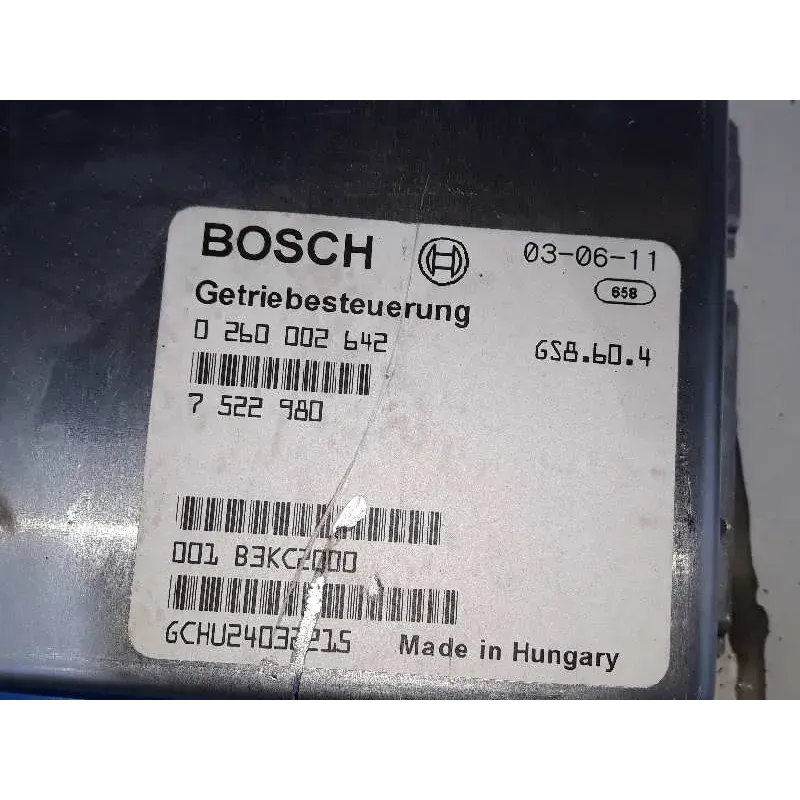 BOSCH
03-06-11
658
Getriebesteuerung
0 260 002 642
GS8.60.4
7 522 980
001 B3KC2000
GCHU24032215
Made in Hungary